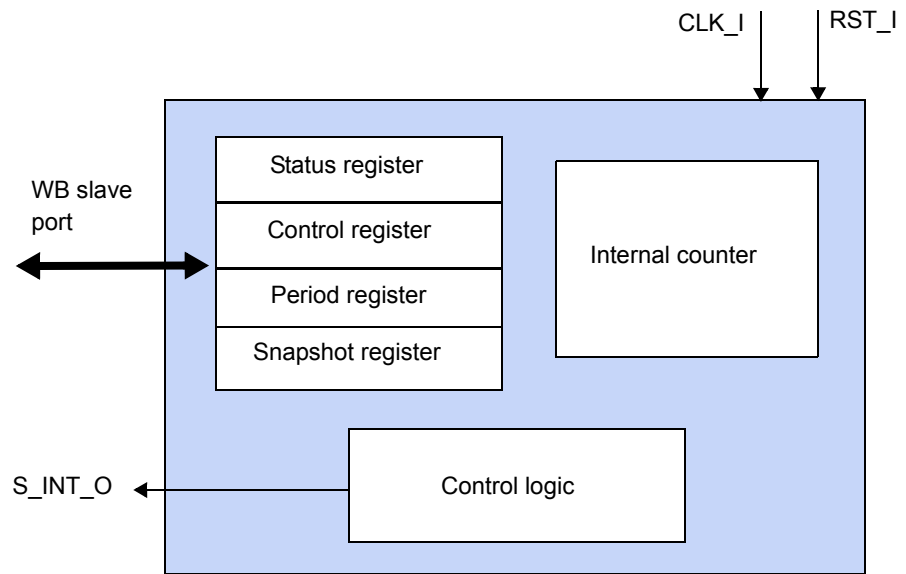 CLK_I
RST_I
Status register
WB slave
port
Control register
Internal counter
Period register
Snapshot register
S_INT_O
Control logic